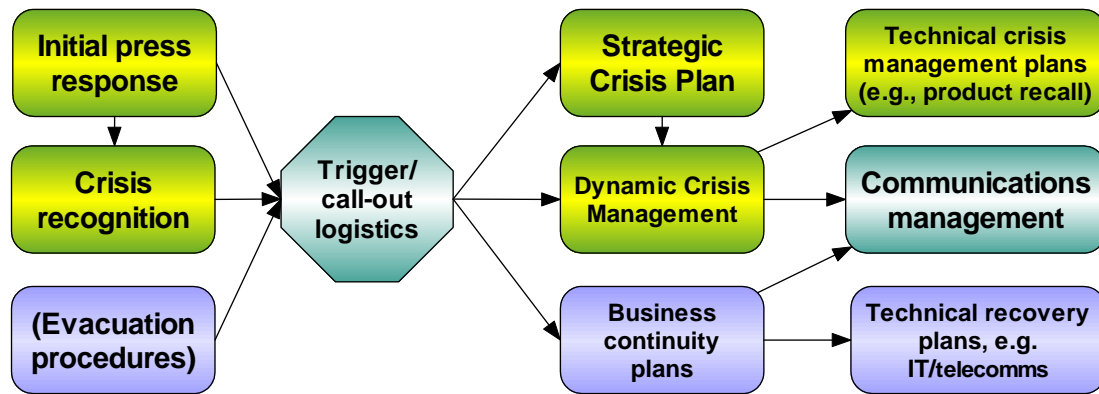 Initial press
response
Crisis
recognition
(Evacuation
procedures)
Trigger/
call-out
logistics
Strategic
Crisis Plan
Dynamic Crisis
Management
Business
continuity
plans
Technical crisis
management plans
(e.g., product recall)
Communications
management
Technical recovery
plans, e.g.
IT/telecomms